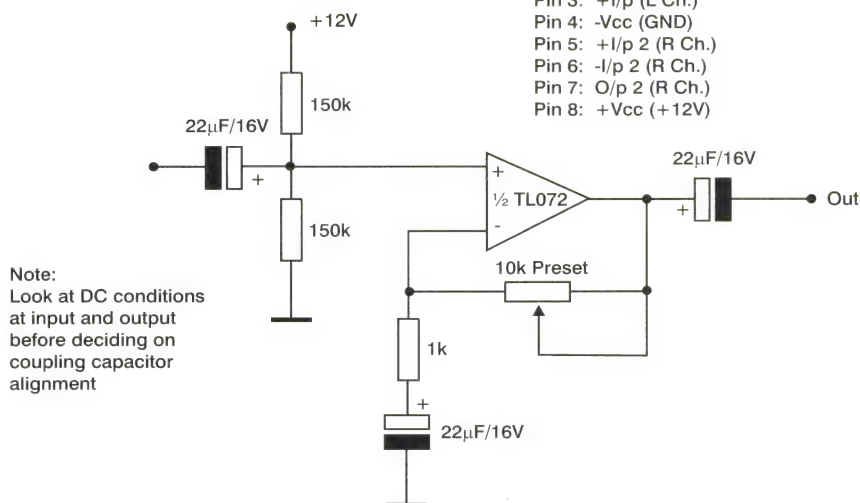 Pin 3: +I/p (L Ch.)
Pin 4: -Vcc (GND)
Pin 5: +I/p 2 (R Ch.)
Pin 6: -I/p 2 (R Ch.)
Pin 7: O/p 2 (R Ch.)
Pin 8: +Vcc (+12V)
+12V
150k
22µF/16V
+
+
½ TL072
-
22µF/16V
+
Out
150k
10k Preset
Note:
Look at DC conditions
at input and output
before deciding on
coupling capacitor
alignment
1k
+
22µF/16V